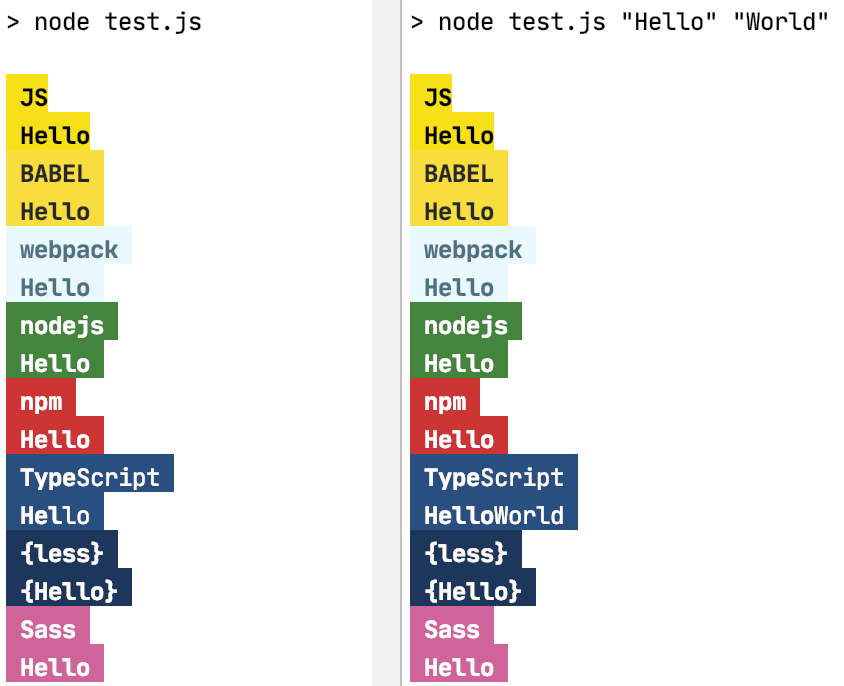 > node test.js
JS
Hello
BABEL
Hello
webpack
Hello
nodejs
Hello
npm
Hello
TypeScript
Hello
{less}
{Hello}
Sass
Hello
> node test.js "Hello" "World"
JS
Hello
BABEL
Hello
webpack
Hello
nodejs
Hello
npm
Hello
TypeScript
HelloWorld
{less}
{Hello}
Sass
Hello